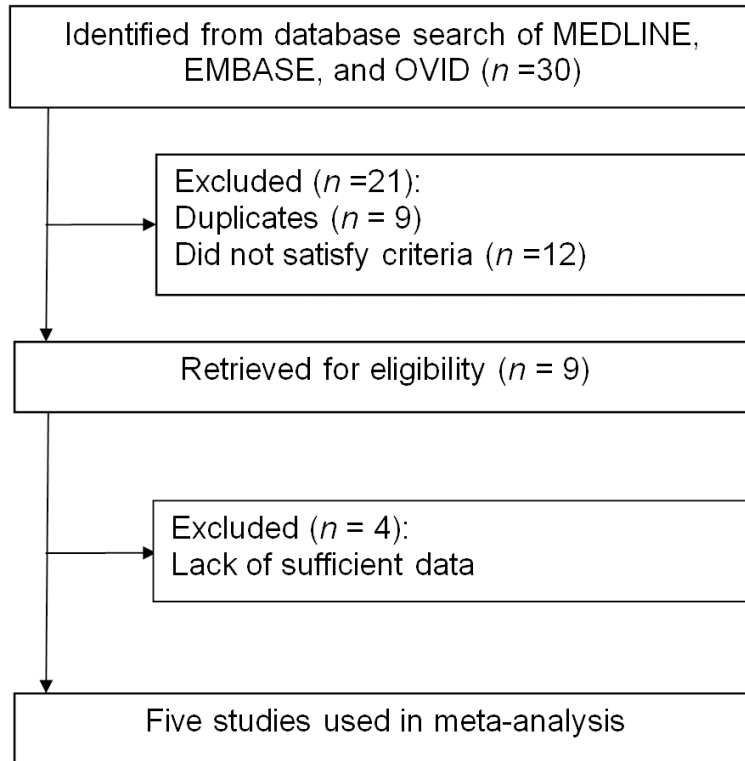 Identified from database search of MEDLINE,
EMBASE, and OVID (n =30)
Excluded (n =21):
Duplicates (n = 9)
Did not satisfy criteria (n =12)
Retrieved for eligibility (n = 9)
Excluded (n = 4):
Lack of sufficient data
Five studies used in meta-analysis